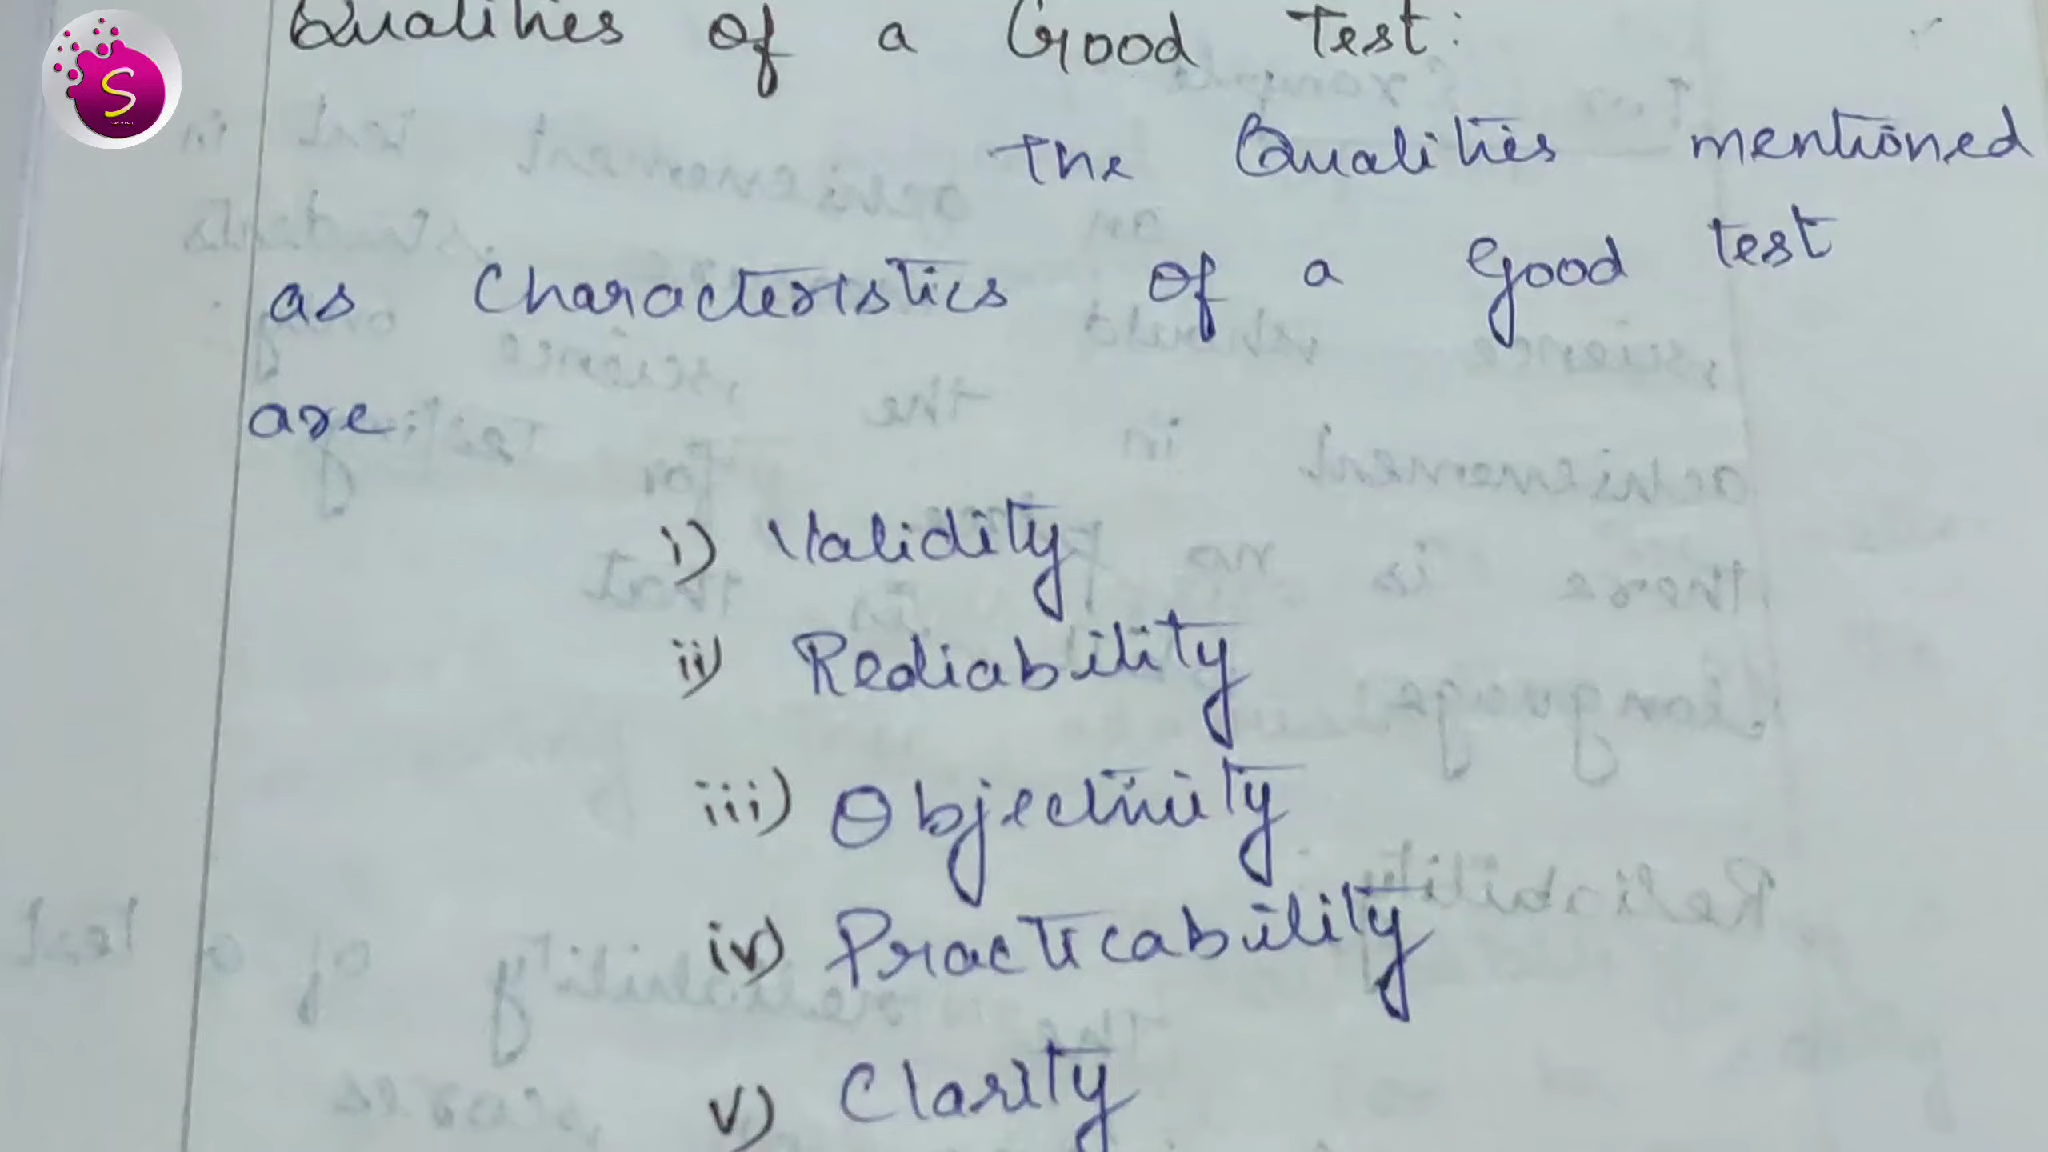 Qualities of a Good Test:
The Qualities mentioned
as Characteristics of a good test
are
i) Validity
ii) Rediability
iii) Objectivity
iv) Practicability
v) Clarity
S